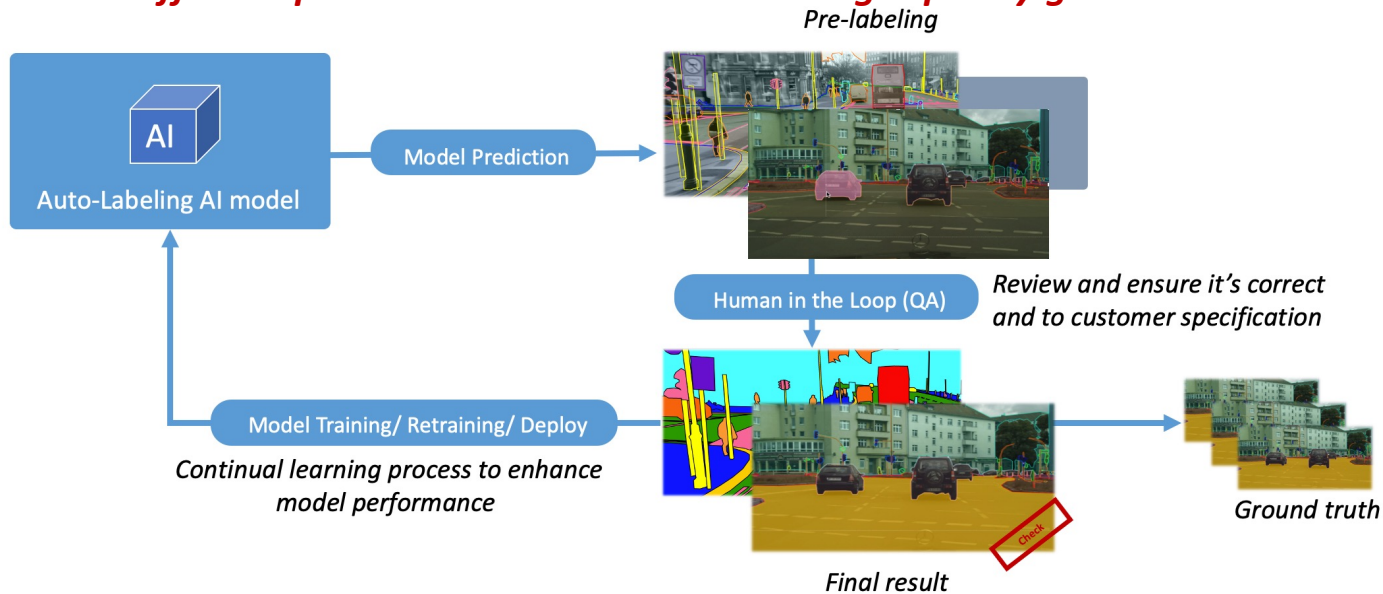 Pre-labeling
AI
Auto-Labeling AI model
Model Prediction
Human in the Loop (QA)
Review and ensure it’s correct
and to customer specification
Model Training/ Retraining/ Deploy
Continual learning process to enhance
model performance
Check
Ground truth
Final result